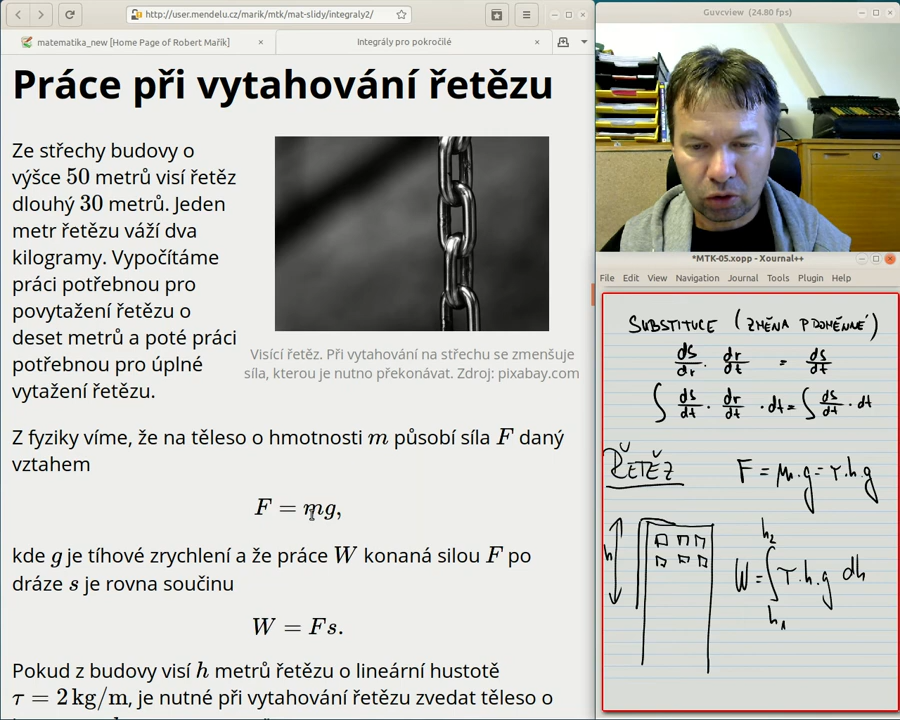 http://user.mendelu.cz/marik/mtk/mat-slidy/integraly2/
matematika_new [Home Page of Robert Mařík]
Integrály pro pokročilé
Práce při vytahování řetězu
Ze střechy budovy o
výšce 50 metrů visí řetěz
dlouhý 30 metrů. Jeden
metr řetězu váží dva
kilogramy. Vypočítáme
práci potřebnou pro
povytažení řetězu o
deset metrů a poté práci
potřebnou pro úplné
vytažení řetězu.
Visící řetěz. Při vytahování na střechu se zmenšuje
síla, kterou je nutno překonávat. Zdroj: pixabay.com
Z fyziky víme, že na těleso o hmotnosti m působí síla F daný
vztahem
F = mg,
kde g je tíhové zrychlení a že práce W konaná silou F po
dráze s je rovna součinu
W = Fs.
Pokud z budovy visí h metrů řetězu o lineární hustotě
τ = 2 kg/m, je nutné při vytahování řetězu zvedat těleso o
Guvcview (24.80 fps)
*MTK-05.xopp - Xournal++
File Edit View Navigation Journal Tools Plugin Help
SUBSTITUCE (ZMĚNA PROMĚNNÉ)
ds/dr · dr/dt = ds/dt
∫ ds/dt · dr/dt · dt = ∫ ds/dt · dt
ŘETĚZ
F = m·g = τ·h·g
h
W = ∫ τ·h·g dh
h2
h1